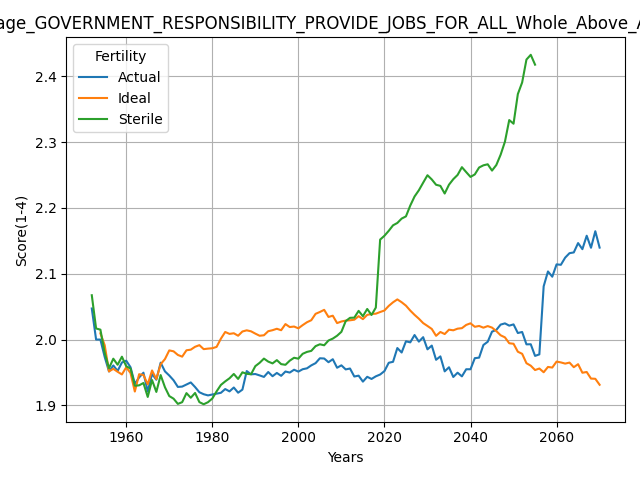 age_GOVERNMENT_RESPONSIBILITY_PROVIDE_JOBS_FOR_ALL_Whole_Above_A
Fertility
Actual
Ideal
Sterile
Score(1-4)
2.4
2.3
2.2
2.1
2.0
1.9
1960 1980 2000 2020 2040 2060
Years